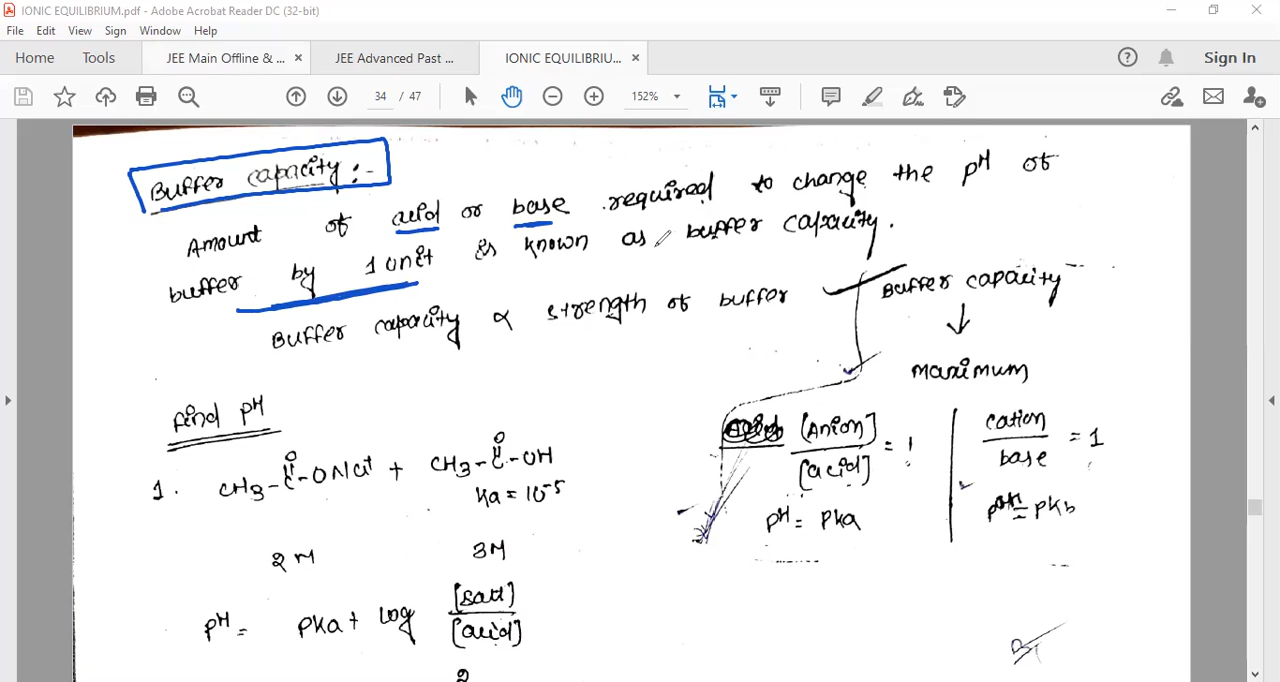 IONIC EQUILIBRIUM.pdf - Adobe Acrobat Reader DC (32-bit)
File Edit View Sign Window Help
Home Tools JEE Main Offline & ... × JEE Advanced Past ... IONIC EQUILIBRIU... × Sign In
34 / 47 152%
Buffer capacity :-
Amount of acid or base required to change the pH of
buffer by 1 unit is known as buffer capacity.
Buffer capacity ∝ strength of buffer
Buffer capacity
↓
maximum
[Anion] / [acid] = 1
pH = pka
cation / base = 1
= pkb
find pH
1. CH3-C-ONa+ + CH3-C-OH
O O
ka = 10-5
2 M 3M
pH = pka + log [salt] / [acid]
2